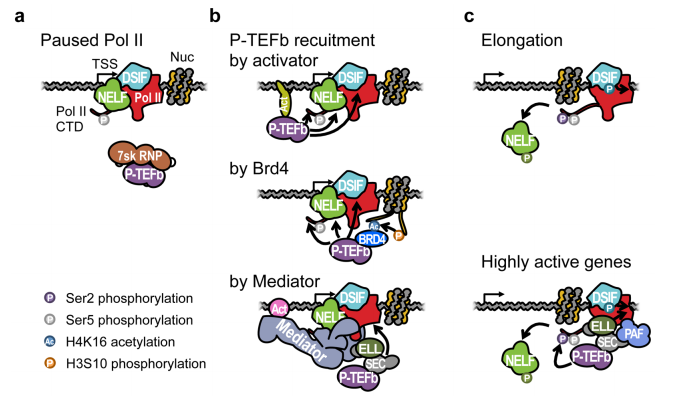 a
Paused Pol II
TSS
Nuc
DSIF
NELF
Pol II
Pol II
CTD
P
7sk RNP
P-TEFb
P Ser2 phosphorylation
P Ser5 phosphorylation
Ac H4K16 acetylation
P H3S10 phosphorylation
b
P-TEFb recuitment
by activator
DSIF
Act
NELF
P
P-TEFb
by Brd4
DSIF
NELF
P
Ac
BRD4
P
P-TEFb
by Mediator
Act
DSIF
NELF
Mediator
ELL
SEC
P-TEFb
c
Elongation
DSIF
P
P P
NELF
P
Highly active genes
DSIF
P
ELL
PAF
P P
SEC
NELF
P-TEFb
P